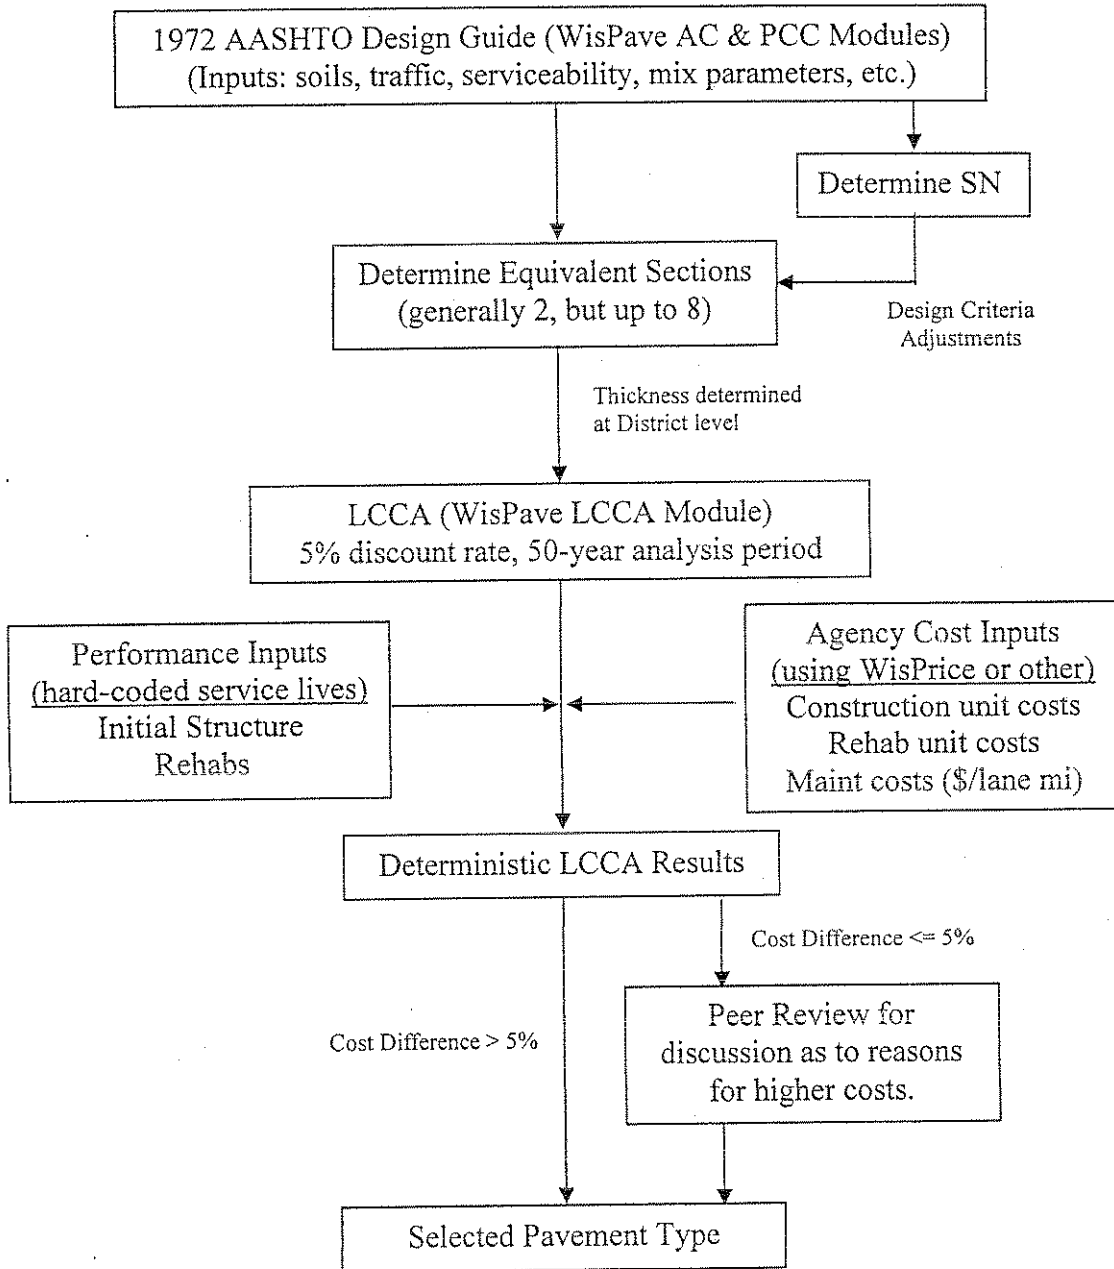 1972 AASHTO Design Guide (WisPave AC & PCC Modules)
(Inputs: soils, traffic, serviceability, mix parameters, etc.)
Determine SN
Determine Equivalent Sections
(generally 2, but up to 8)
Design Criteria
Adjustments
Thickness determined
at District level
LCCA (WisPave LCCA Module)
5% discount rate, 50-year analysis period
Performance Inputs
(hard-coded service lives)
Initial Structure
Rehabs
Agency Cost Inputs
(using WisPrice or other)
Construction unit costs
Rehab unit costs
Maint costs ($/lane mi)
Deterministic LCCA Results
Cost Difference <= 5%
Cost Difference > 5%
Peer Review for
discussion as to reasons
for higher costs.
Selected Pavement Type